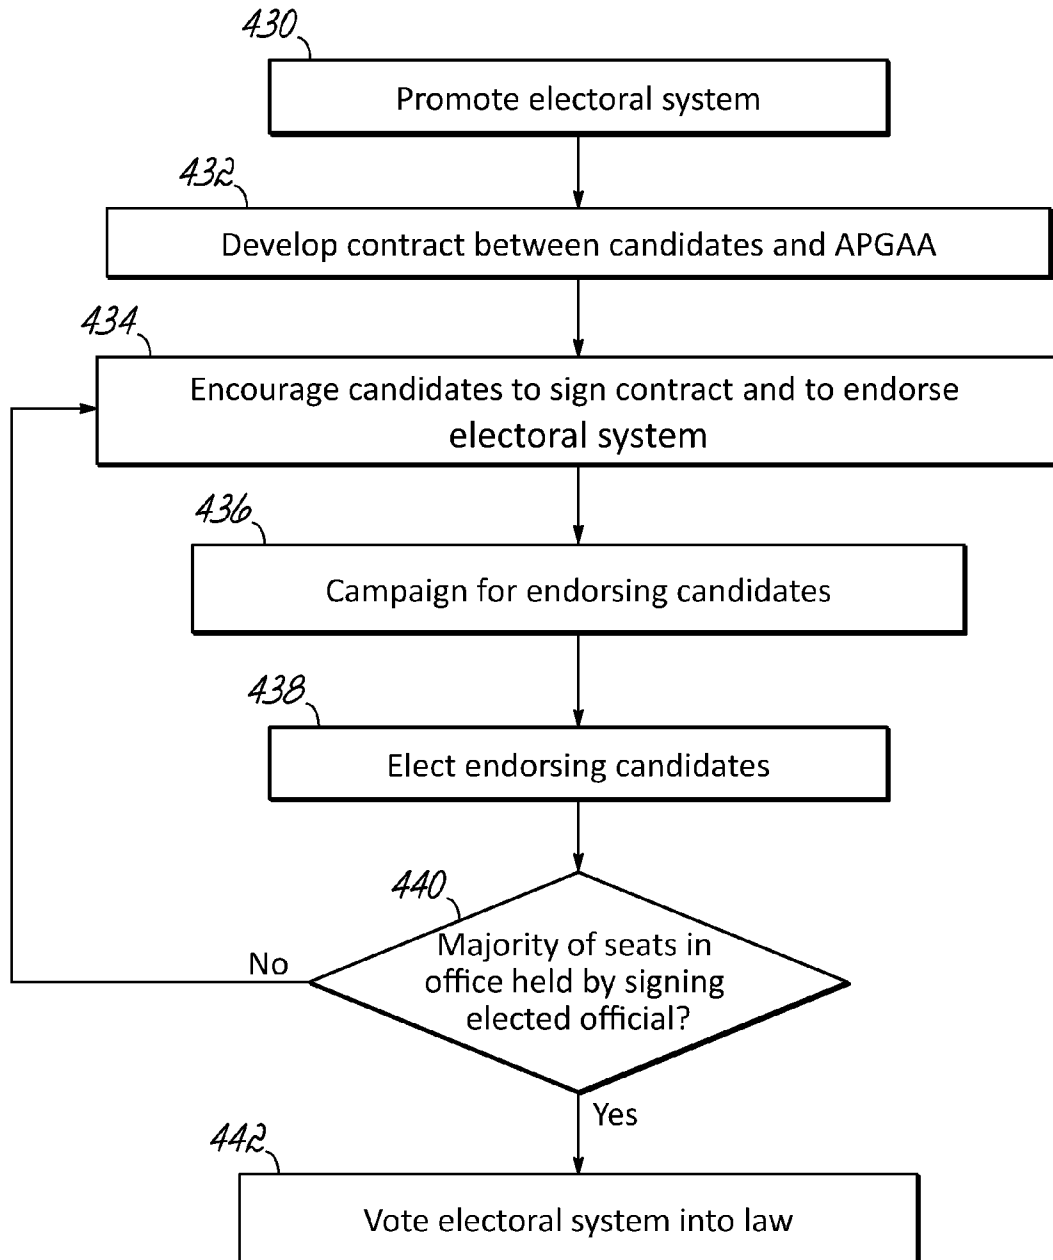 430
Promote electoral system
432
Develop contract between candidates and APGAA
434
Encourage candidates to sign contract and to endorse
electoral system
436
Campaign for endorsing candidates
438
Elect endorsing candidates
440
Majority of seats in
office held by signing
elected official?
No
Yes
442
Vote electoral system into law